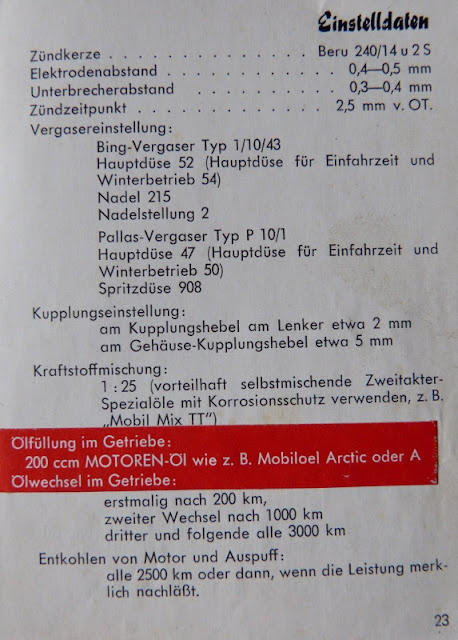 Einstelldaten
Zündkerze . . . . . . . . . . . . . Beru 240/14 u 2 S
Elektrodenabstand . . . . . . . . . . . 0,4—0,5 mm
Unterbrecherabstand . . . . . . . . . . 0,3—0,4 mm
Zündzeitpunkt . . . . . . . . . . . . 2,5 mm v. OT.
Vergasereinstellung:
Bing-Vergaser Typ 1/10/43
Hauptdüse 52 (Hauptdüse für Einfahrzeit und
Winterbetrieb 54)
Nadel 215
Nadelstellung 2
Pallas-Vergaser Typ P 10/1
Hauptdüse 47 (Hauptdüse für Einfahrzeit und
Winterbetrieb 50)
Spritzdüse 908
Kupplungseinstellung:
am Kupplungshebel am Lenker etwa 2 mm
am Gehäuse-Kupplungshebel etwa 5 mm
Kraftstoffmischung:
1:25 (vorteilhaft selbstmischende Zweitakter-
Spezialöle mit Korrosionsschutz verwenden, z. B.
„Mobil Mix TT")
Ölfüllung im Getriebe:
200 ccm MOTOREN-Öl wie z. B. Mobiloel Arctic oder A
Ölwechsel im Getriebe:
erstmalig nach 200 km,
zweiter Wechsel nach 1000 km
dritter und folgende alle 3000 km
Entkohlen von Motor und Auspuff:
alle 2500 km oder dann, wenn die Leistung merk-
lich nachläßt.
23